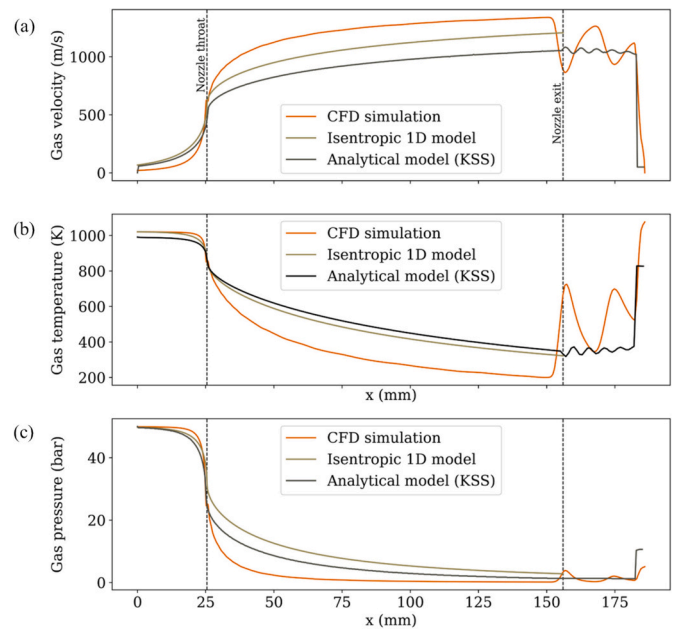 (a)
Gas velocity (m/s)
1000
500
0
Nozzle throat
Nozzle exit
CFD simulation
Isentropic 1D model
Analytical model (KSS)
(b)
Gas temperature (K)
1000
800
600
400
200
CFD simulation
Isentropic 1D model
Analytical model (KSS)
x (mm)
(c)
Gas pressure (bar)
40
20
0
CFD simulation
Isentropic 1D model
Analytical model (KSS)
0 25 50 75 100 125 150 175
x (mm)